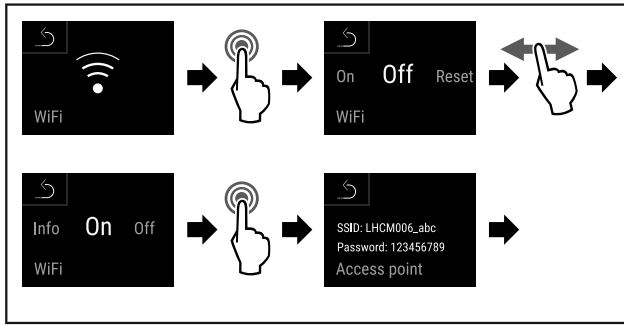 WiFi
On Off Reset
WiFi
Info On Off
WiFi
SSID: LHCM006_abc
Password: 123456789
Access point